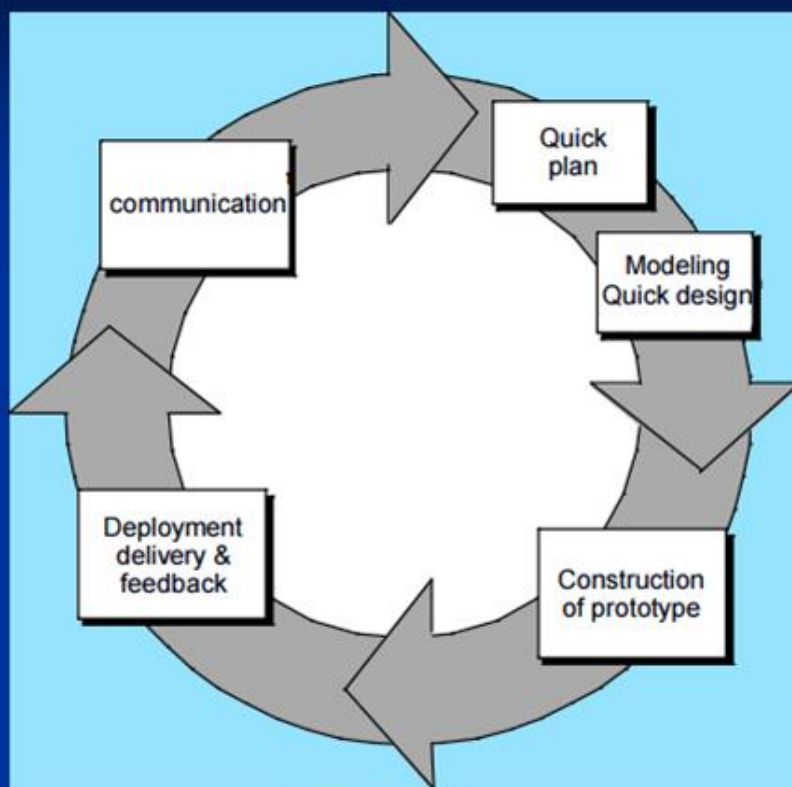 communication
Quick
plan
Modeling
Quick design
Construction
of prototype
Deployment
delivery &
feedback